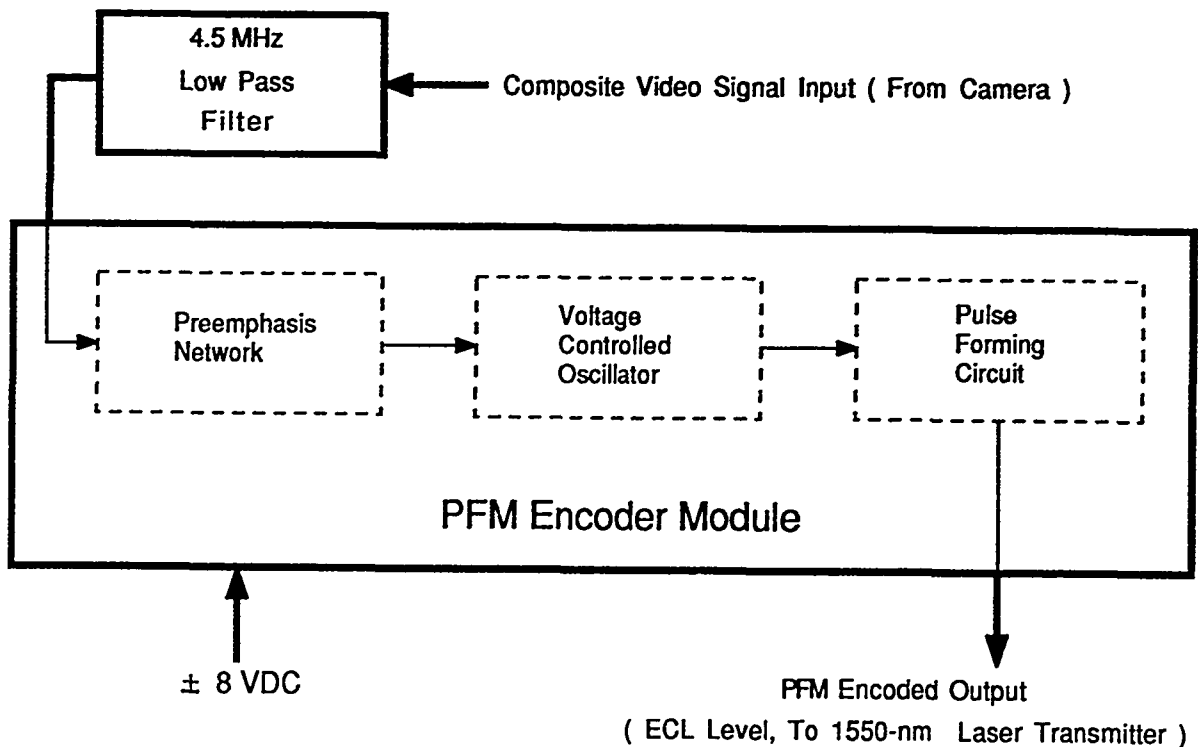 4.5 MHz
Low Pass
Filter
Composite Video Signal Input ( From Camera )
Preemphasis
Network
Voltage
Controlled
Oscillator
Pulse
Forming
Circuit
PFM Encoder Module
± 8 VDC
PFM Encoded Output
( ECL Level, To 1550-nm Laser Transmitter )